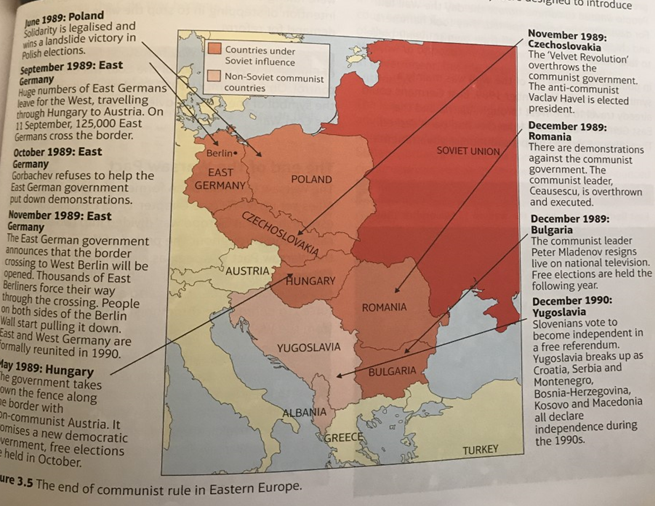 signed to introduce
June 1989: Poland
Solidarity is legalised and
wins a landslide victory in
Polish elections.
September 1989: East
Germany
Huge numbers of East Germans
leave for the West, travelling
through Hungary to Austria. On
11 September, 125,000 East
Germans cross the border.
October 1989: East
Germany
Gorbachev refuses to help the
East German government
put down demonstrations.
November 1989: East
Germany
The East German government
announces that the border
crossing to West Berlin will be
opened. Thousands of East
Berliners force their way
through the crossing. People
on both sides of the Berlin
Wall start pulling it down.
East and West Germany are
formally reunited in 1990.
May 1989: Hungary
The government takes
own the fence along
e border with
on-communist Austria. It
omises a new democratic
vernment, free elections
e held in October.
Countries under
Soviet influence
Non-Soviet communist
countries
Berlin
EAST
GERMANY
POLAND
SOVIET UNION
CZECHOSLOVAKIA
AUSTRIA
HUNGARY
ROMANIA
YUGOSLAVIA
BULGARIA
ALBANIA
GREECE
TURKEY
November 1989:
Czechoslovakia
The 'Velvet Revolution'
overthrows the
communist government.
The anti-communist
Vaclav Havel is elected
president.
December 1989:
Romania
There are demonstrations
against the communist
government. The
communist leader,
Ceausescu, is overthrown
and executed.
December 1989:
Bulgaria
The communist leader
Peter Mladenov resigns
live on national television.
Free elections are held the
following year.
December 1990:
Yugoslavia
Slovenians vote to
become independent in
a free referendum.
Yugoslavia breaks up as
Croatia, Serbia and
Montenegro,
Bosnia-Herzegovina,
Kosovo and Macedonia
all declare
independence during
the 1990s.
ure 3.5 The end of communist rule in Eastern Europe.